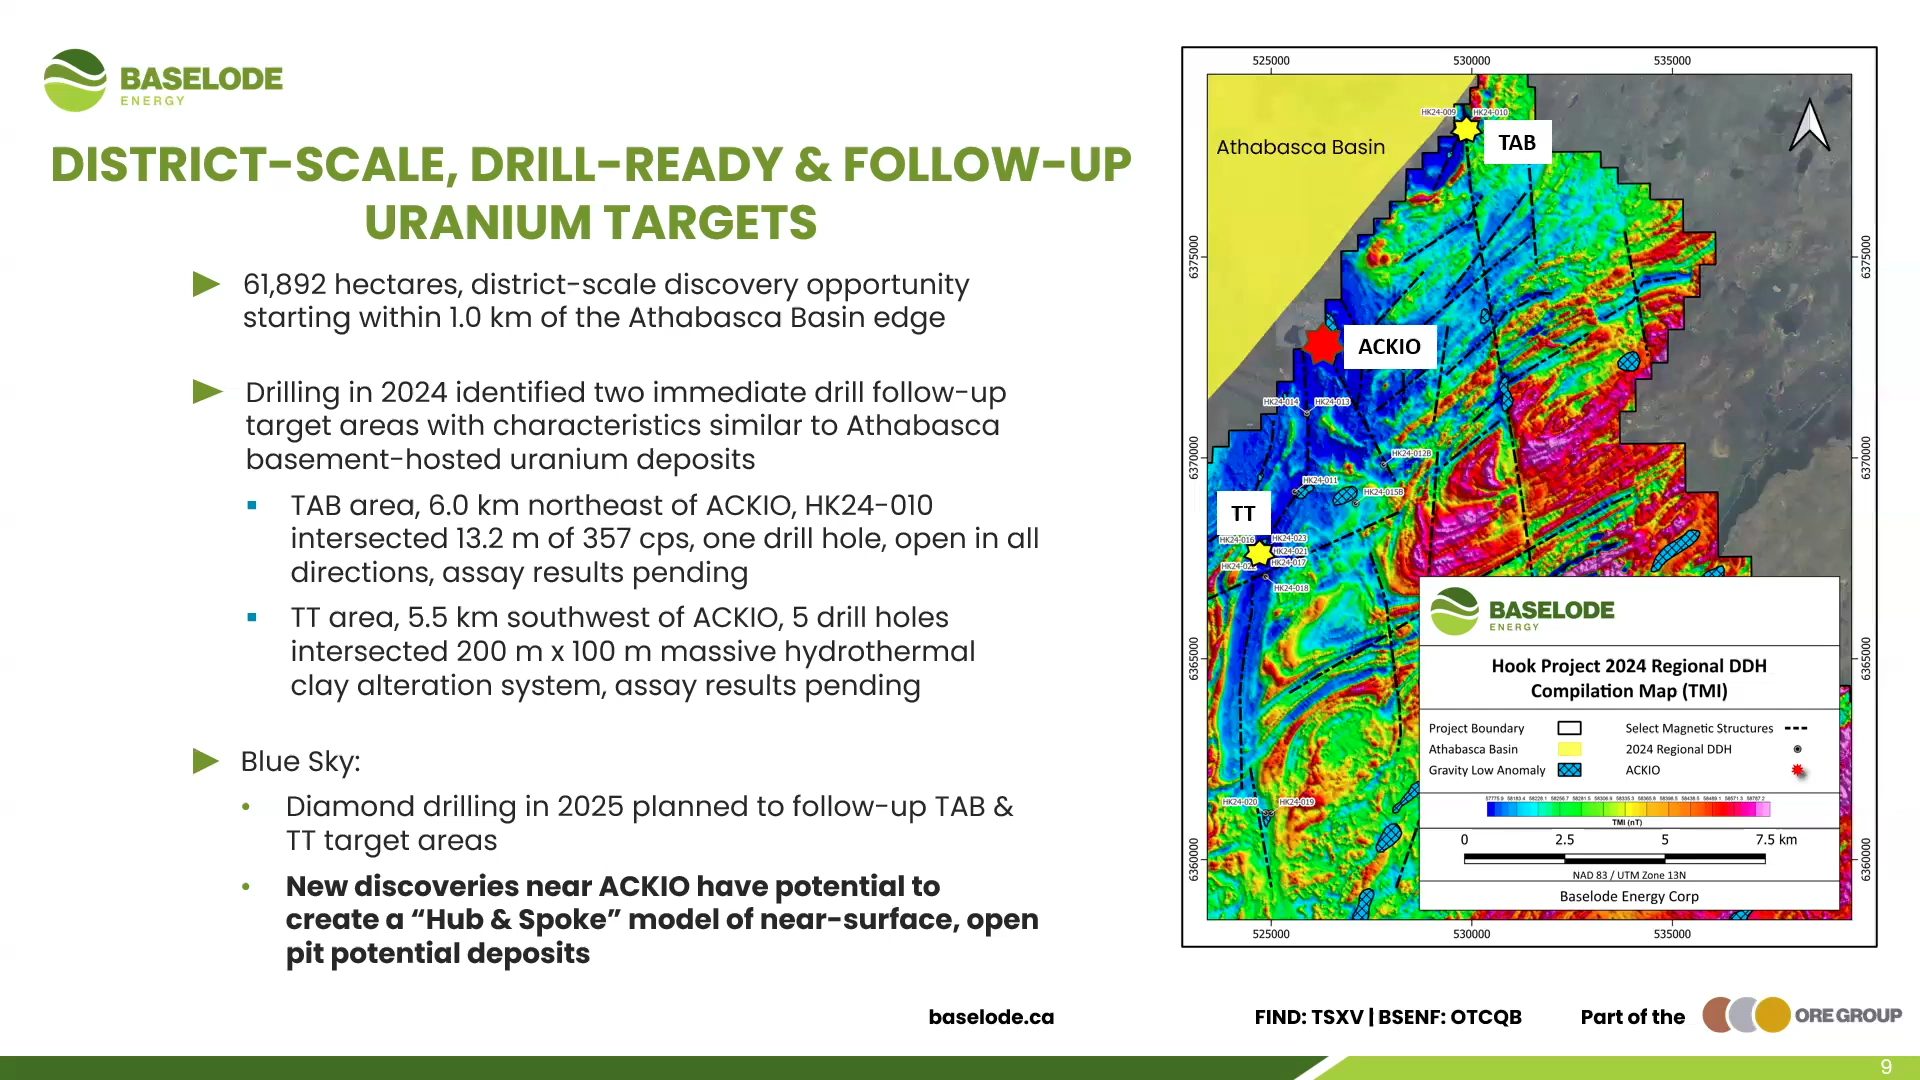 BASELODE
ENERGY
DISTRICT-SCALE, DRILL-READY & FOLLOW-UP
URANIUM TARGETS
61,892 hectares, district-scale discovery opportunity
starting within 1.0 km of the Athabasca Basin edge
Drilling in 2024 identified two immediate drill follow-up
target areas with characteristics similar to Athabasca
basement-hosted uranium deposits
TAB area, 6.0 km northeast of ACKIO, HK24-010
intersected 13.2 m of 357 cps, one drill hole, open in all
directions, assay results pending
TT area, 5.5 km southwest of ACKIO, 5 drill holes
intersected 200 m x 100 m massive hydrothermal
clay alteration system, assay results pending
Blue Sky:
Diamond drilling in 2025 planned to follow-up TAB &
TT target areas
New discoveries near ACKIO have potential to
create a “Hub & Spoke” model of near-surface, open
pit potential deposits
525000 530000 535000
HK24-009 HK24-010
TAB
Athabasca Basin
6375000 6375000
ACKIO
HK24-014 HK24-013
HK24-012B
6370000 6370000
HK24-011
HK24-015B
TT
HK24-016 HK24-023
HK24-021
HK24-017
HK24-018
6365000 6365000
HK24-020 HK24-019
6360000 6360000
BASELODE
ENERGY
Hook Project 2024 Regional DDH
Compilation Map (TMI)
Project Boundary Select Magnetic Structures
Athabasca Basin 2024 Regional DDH
Gravity Low Anomaly ACKIO
TMI (nT)
0 2.5 5 7.5 km
NAD 83 / UTM Zone 13N
Baselode Energy Corp
525000 530000 535000
baselode.ca FIND: TSXV | BSENF: OTCQB Part of the ORE GROUP
9